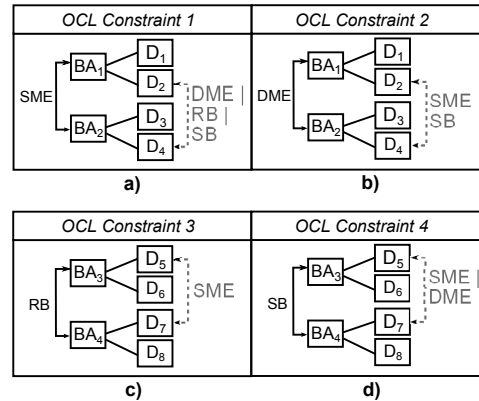 OCL Constraint 1
BA1
D1
D2
SME
DME |
RB |
SB
BA2
D3
D4
a)
OCL Constraint 2
BA1
D1
D2
DME
SME
SB
BA2
D3
D4
b)
OCL Constraint 3
BA3
D5
D6
RB
SME
BA4
D7
D8
c)
OCL Constraint 4
BA3
D5
D6
SB
SME |
DME
BA4
D7
D8
d)